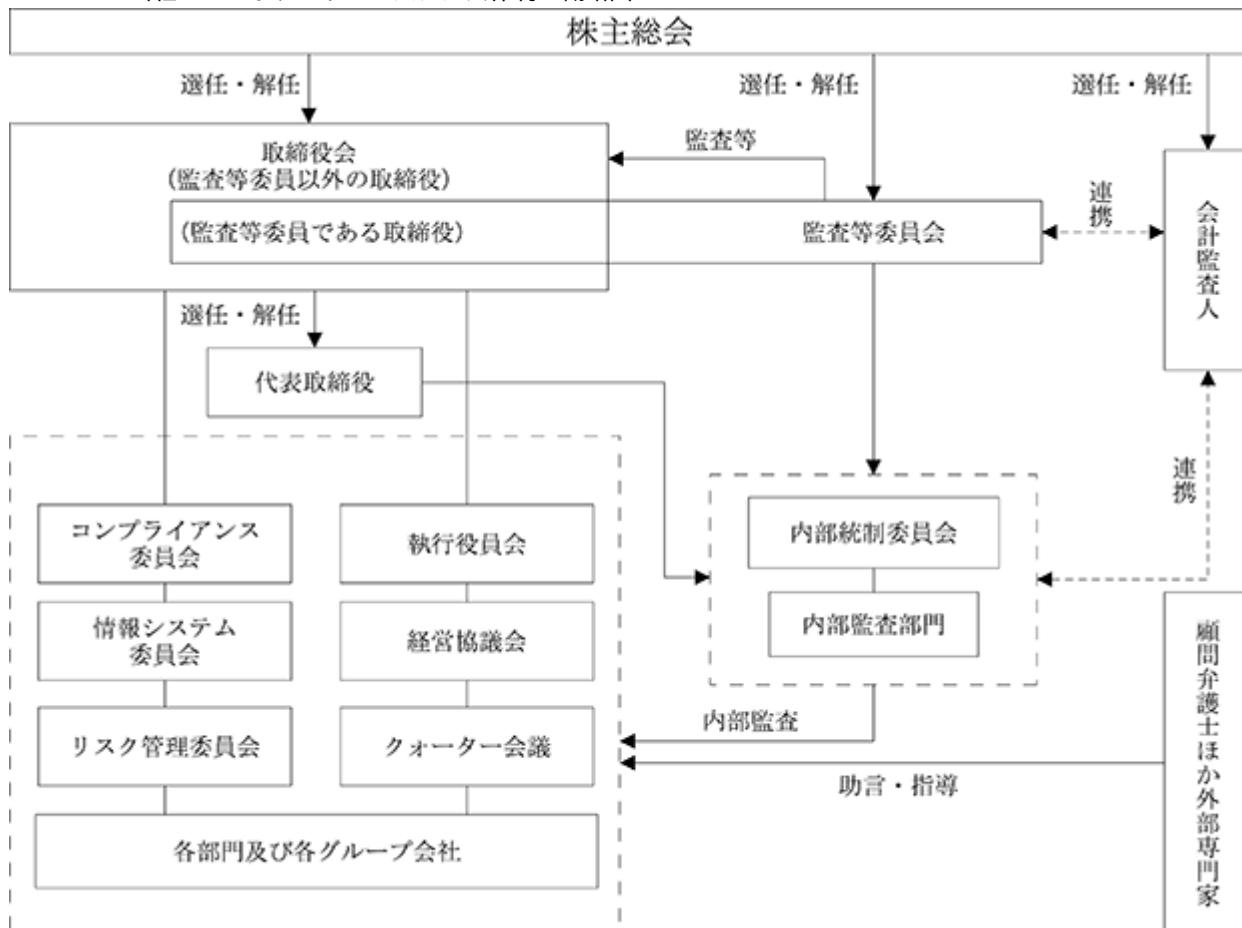 株主総会
選任・解任
選任・解任
選任・解任
取締役会
(監査等委員以外の取締役)
監査等
(監査等委員である取締役)
監査等委員会
連携
会計監査人
選任・解任
代表取締役
連携
コンプライアンス
委員会
執行役員会
内部統制委員会
情報システム
委員会
経営協議会
内部監査部門
リスク管理委員会
クォーター会議
内部監査
助言・指導
顧問弁護士ほか外部専門家
各部門及び各グループ会社